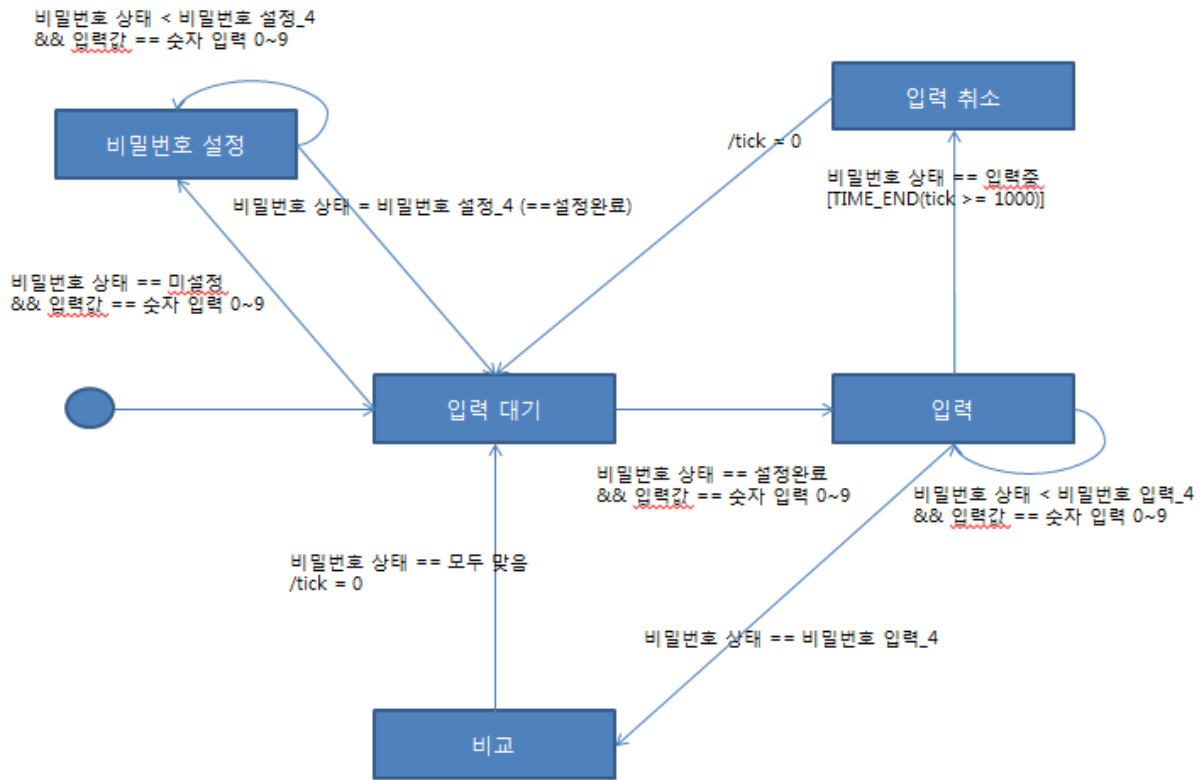 비밀번호 상태 < 비밀번호 설정_4
&& 입력값 == 숫자 입력 0~9
입력 취소
비밀번호 설정
/tick = 0
비밀번호 상태 == 입력중
[TIME_END(tick >= 1000)]
비밀번호 상태 = 비밀번호 설정_4 (==설정완료)
비밀번호 상태 == 미설정
&& 입력값 == 숫자 입력 0~9
입력 대기
입력
비밀번호 상태 == 설정완료
&& 입력값 == 숫자 입력 0~9
비밀번호 상태 < 비밀번호 입력_4
&& 입력값 == 숫자 입력 0~9
비밀번호 상태 == 모두 맞음
/tick = 0
비밀번호 상태 == 비밀번호 입력_4
비교